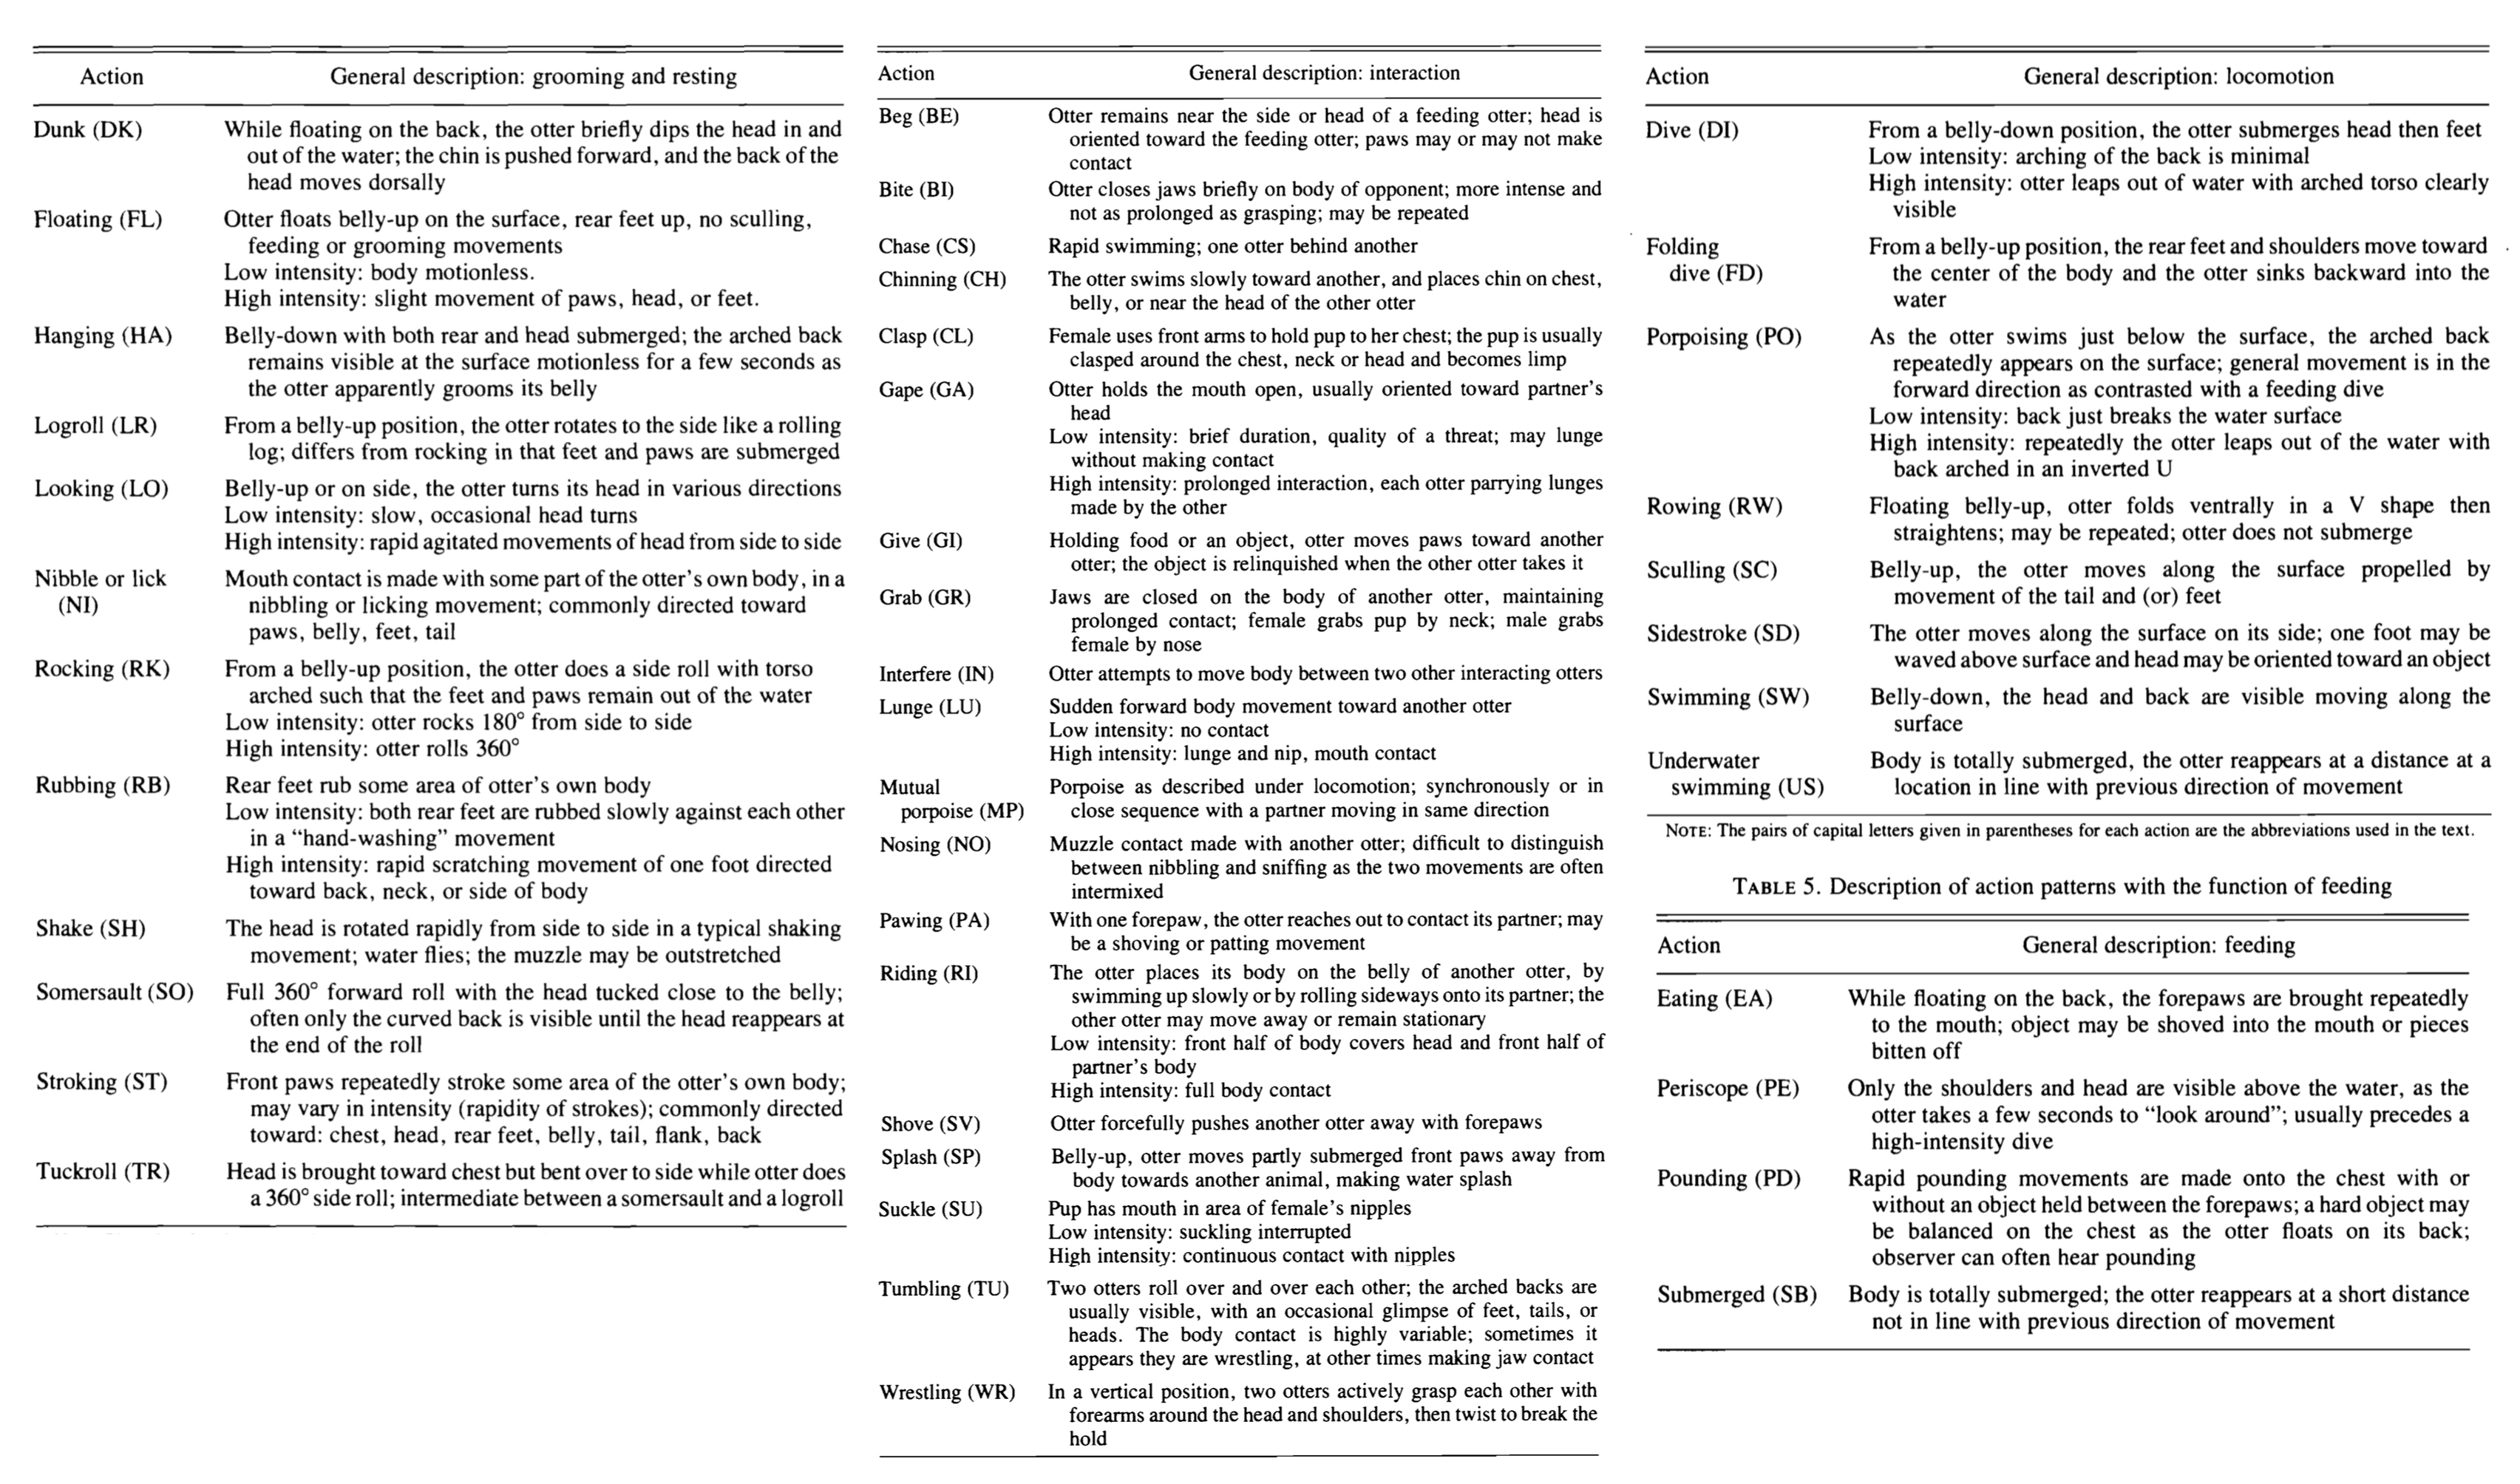 Action General description: grooming and resting
Dunk (DK) While floating on the back, the otter briefly dips the head in and
out of the water; the chin is pushed forward, and the back of the
head moves dorsally
Floating (FL) Otter floats belly-up on the surface, rear feet up, no sculling,
feeding or grooming movements
Low intensity: body motionless.
High intensity: slight movement of paws, head, or feet.
Hanging (HA) Belly-down with both rear and head submerged; the arched back
remains visible at the surface motionless for a few seconds as
the otter apparently grooms its belly
Logroll (LR) From a belly-up position, the otter rotates to the side like a rolling
log; differs from rocking in that feet and paws are submerged
Looking (LO) Belly-up or on side, the otter turns its head in various directions
Low intensity: slow, occasional head turns
High intensity: rapid agitated movements of head from side to side
Nibble or lick Mouth contact is made with some part of the otter's own body, in a
(NI) nibbling or licking movement; commonly directed toward
paws, belly, feet, tail
Rocking (RK) From a belly-up position, the otter does a side roll with torso
arched such that the feet and paws remain out of the water
Low intensity: otter rocks 180° from side to side
High intensity: otter rolls 360°
Rubbing (RB) Rear feet rub some area of otter's own body
Low intensity: both rear feet are rubbed slowly against each other
in a “hand-washing” movement
High intensity: rapid scratching movement of one foot directed
toward back, neck, or side of body
Shake (SH) The head is rotated rapidly from side to side in a typical shaking
movement; water flies; the muzzle may be outstretched
Somersault (SO) Full 360° forward roll with the head tucked close to the belly;
often only the curved back is visible until the head reappears at
the end of the roll
Stroking (ST) Front paws repeatedly stroke some area of the otter's own body;
may vary in intensity (rapidity of strokes); commonly directed
toward: chest, head, rear feet, belly, tail, flank, back
Tuckroll (TR) Head is brought toward chest but bent over to side while otter does
a 360° side roll; intermediate between a somersault and a logroll
Action General description: interaction
Beg (BE) Otter remains near the side or head of a feeding otter; head is
oriented toward the feeding otter; paws may or may not make
contact
Bite (BI) Otter closes jaws briefly on body of opponent; more intense and
not as prolonged as grasping; may be repeated
Chase (CS) Rapid swimming; one otter behind another
Chinning (CH) The otter swims slowly toward another, and places chin on chest,
belly, or near the head of the other otter
Clasp (CL) Female uses front arms to hold pup to her chest; the pup is usually
clasped around the chest, neck or head and becomes limp
Gape (GA) Otter holds the mouth open, usually oriented toward partner's
head
Low intensity: brief duration, quality of a threat; may lunge
without making contact
High intensity: prolonged interaction, each otter parrying lunges
made by the other
Give (GI) Holding food or an object, otter moves paws toward another
otter; the object is relinquished when the other otter takes it
Grab (GR) Jaws are closed on the body of another otter, maintaining
prolonged contact; female grabs pup by neck; male grabs
female by nose
Interfere (IN) Otter attempts to move body between two other interacting otters
Lunge (LU) Sudden forward body movement toward another otter
Low intensity: no contact
High intensity: lunge and nip, mouth contact
Mutual Porpoise as described under locomotion; synchronously or in
porpoise (MP) close sequence with a partner moving in same direction
Nosing (NO) Muzzle contact made with another otter; difficult to distinguish
between nibbling and sniffing as the two movements are often
intermixed
Pawing (PA) With one forepaw, the otter reaches out to contact its partner; may
be a shoving or patting movement
Riding (RI) The otter places its body on the belly of another otter, by
swimming up slowly or by rolling sideways onto its partner; the
other otter may move away or remain stationary
Low intensity: front half of body covers head and front half of
partner's body
High intensity: full body contact
Shove (SV) Otter forcefully pushes another otter away with forepaws
Splash (SP) Belly-up, otter moves partly submerged front paws away from
body towards another animal, making water splash
Suckle (SU) Pup has mouth in area of female's nipples
Low intensity: suckling interrupted
High intensity: continuous contact with nipples
Tumbling (TU) Two otters roll over and over each other; the arched backs are
usually visible, with an occasional glimpse of feet, tails, or
heads. The body contact is highly variable; sometimes it
appears they are wrestling, at other times making jaw contact
Wrestling (WR) In a vertical position, two otters actively grasp each other with
forearms around the head and shoulders, then twist to break the
hold
Action General description: locomotion
Dive (DI) From a belly-down position, the otter submerges head then feet
Low intensity: arching of the back is minimal
High intensity: otter leaps out of water with arched torso clearly
visible
Folding From a belly-up position, the rear feet and shoulders move toward
dive (FD) the center of the body and the otter sinks backward into the
water
Porpoising (PO) As the otter swims just below the surface, the arched back
repeatedly appears on the surface; general movement is in the
forward direction as contrasted with a feeding dive
Low intensity: back just breaks the water surface
High intensity: repeatedly the otter leaps out of the water with
back arched in an inverted U
Rowing (RW) Floating belly-up, otter folds ventrally in a V shape then
straightens; may be repeated; otter does not submerge
Sculling (SC) Belly-up, the otter moves along the surface propelled by
movement of the tail and (or) feet
Sidestroke (SD) The otter moves along the surface on its side; one foot may be
waved above surface and head may be oriented toward an object
Swimming (SW) Belly-down, the head and back are visible moving along the
surface
Underwater Body is totally submerged, the otter reappears at a distance at a
swimming (US) location in line with previous direction of movement
NOTE: The pairs of capital letters given in parentheses for each action are the abbreviations used in the text.
TABLE 5. Description of action patterns with the function of feeding
Action General description: feeding
Eating (EA) While floating on the back, the forepaws are brought repeatedly
to the mouth; object may be shoved into the mouth or pieces
bitten off
Periscope (PE) Only the shoulders and head are visible above the water, as the
otter takes a few seconds to “look around”; usually precedes a
high-intensity dive
Pounding (PD) Rapid pounding movements are made onto the chest with or
without an object held between the forepaws; a hard object may
be balanced on the chest as the otter floats on its back;
observer can often hear pounding
Submerged (SB) Body is totally submerged; the otter reappears at a short distance
not in line with previous direction of movement